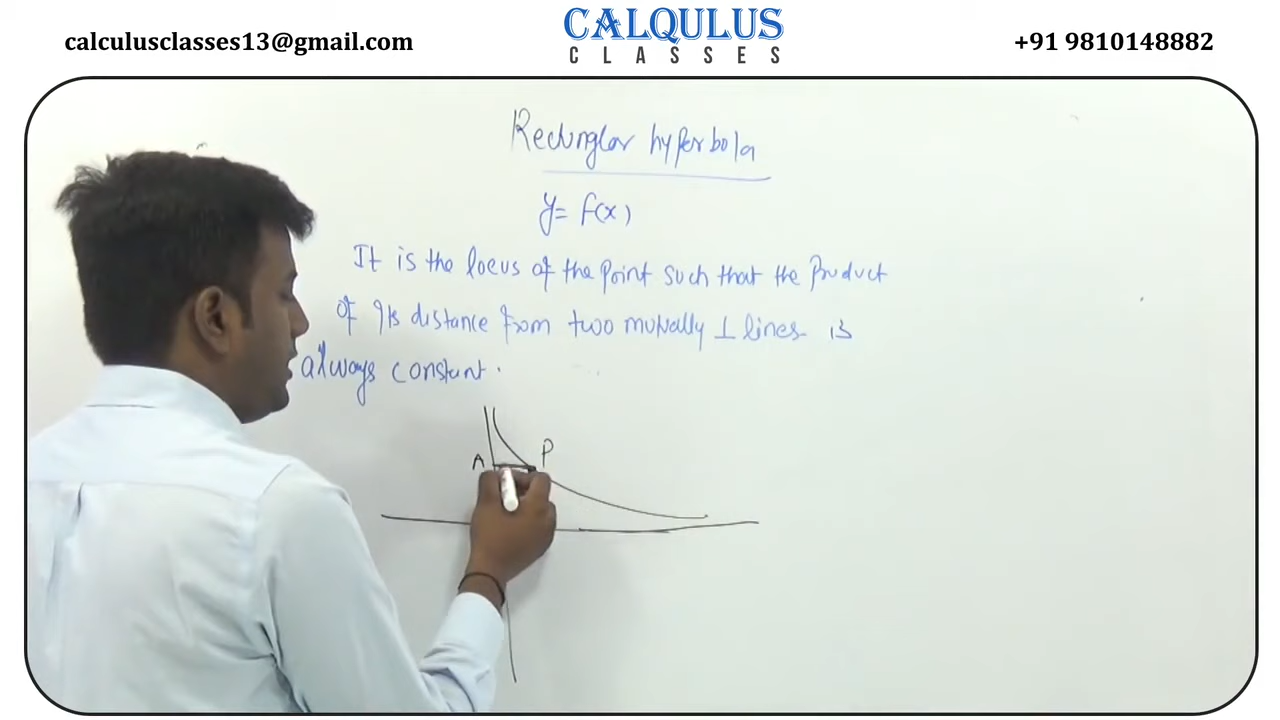 calculusclasses13@gmail.com
CALQULUS
CLASSES
+91 9810148882
Rectunglar hyperbola
y= f(x)
It is the locus of the point such that the product
of its distance from two mutually ⊥ lines is
always constant.
A
P